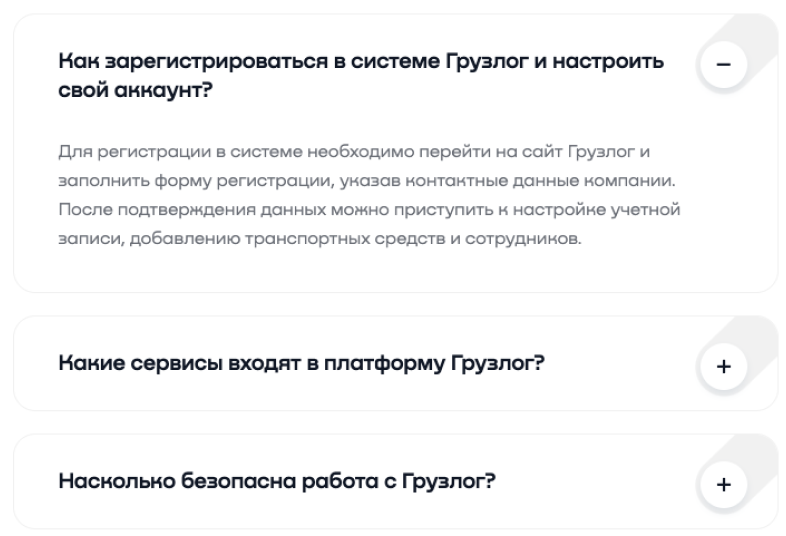 Как зарегистрироваться в системе Грузлог и настроить
свой аккаунт?
Для регистрации в системе необходимо перейти на сайт Грузлог и
заполнить форму регистрации, указав контактные данные компании.
После подтверждения данных можно приступить к настройке учетной
записи, добавлению транспортных средств и сотрудников.
Какие сервисы входят в платформу Грузлог?
Насколько безопасна работа с Грузлог?